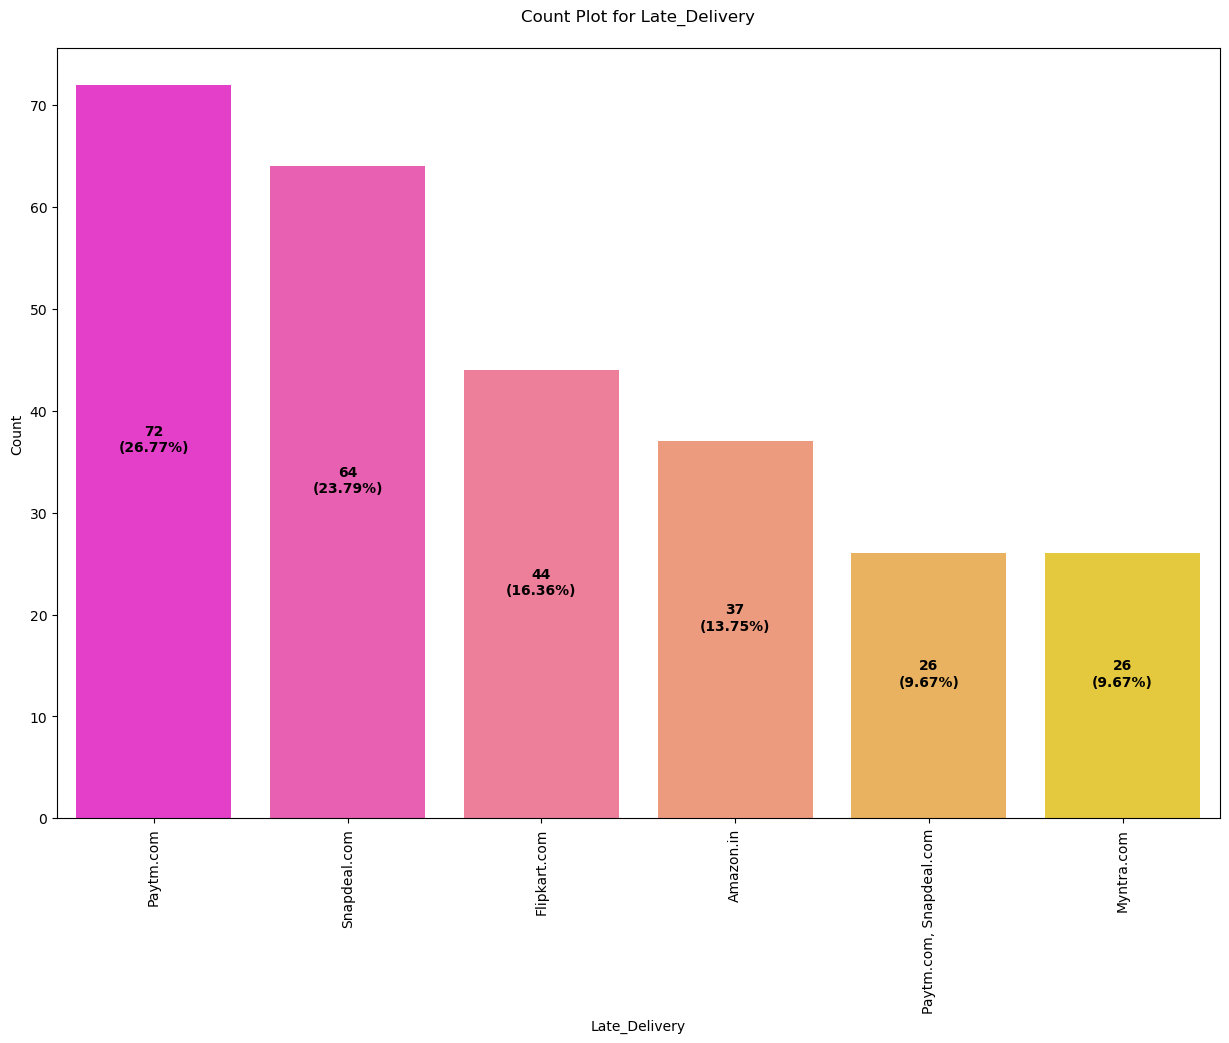 Count Plot for Late_Delivery
Count
70
60
50
40
30
20
10
0
72
(26.77%)
64
(23.79%)
44
(16.36%)
37
(13.75%)
26
(9.67%)
26
(9.67%)
Paytm.com
Snapdeal.com
Flipkart.com
Amazon.in
Paytm.com, Snapdeal.com
Myntra.com
Late_Delivery